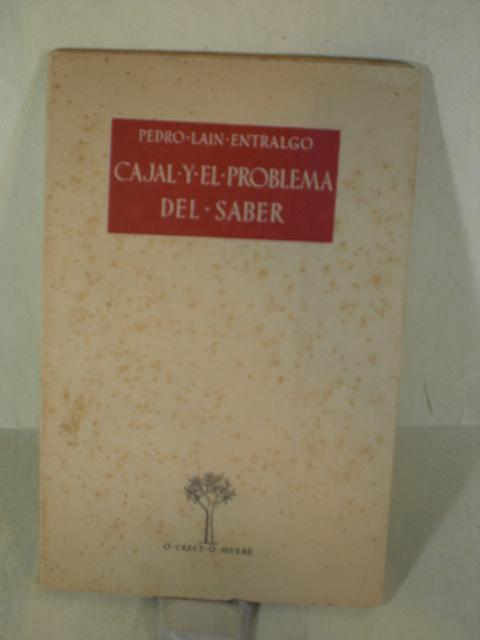 PEDRO·LAIN·ENTRALGO
CAJAL·Y·EL·PROBLEMA
DEL·SABER
O·CRECE·O·MVERE